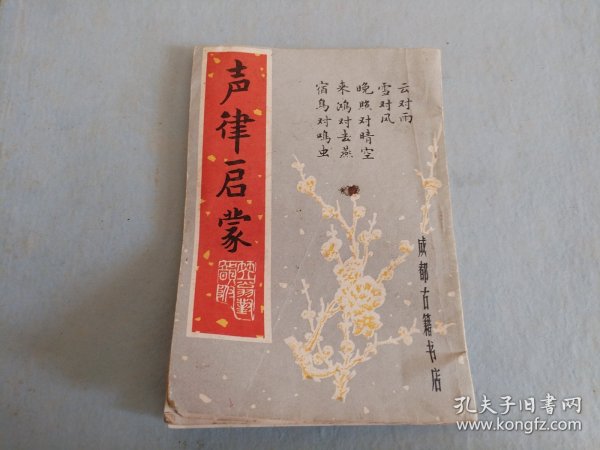 声律启蒙
云对雨
雪对风
晚照对晴空
来鸿对去燕
宿鸟对鸣虫
成都古籍书店
孔夫子旧书网
www.kongfz.com